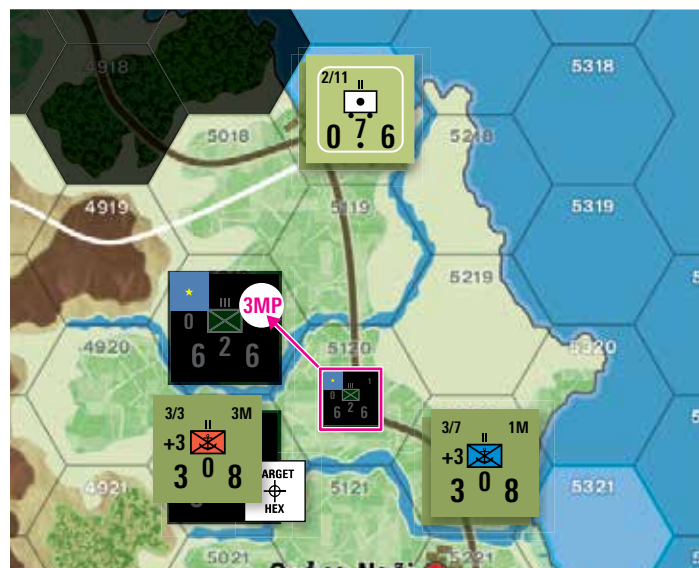 4918
5318
2/11
II
0 7 6
5018
5218
4919
5119
5319
5219
III
0
6 2 6
3MP
4920
5120
5320
III
1
0
6 2 6
3/3 3M
II
+3
3 0 8
3/7 1M
II
+3
3 0 8
ARGET
HEX
4921
5121
5321
5021
5221